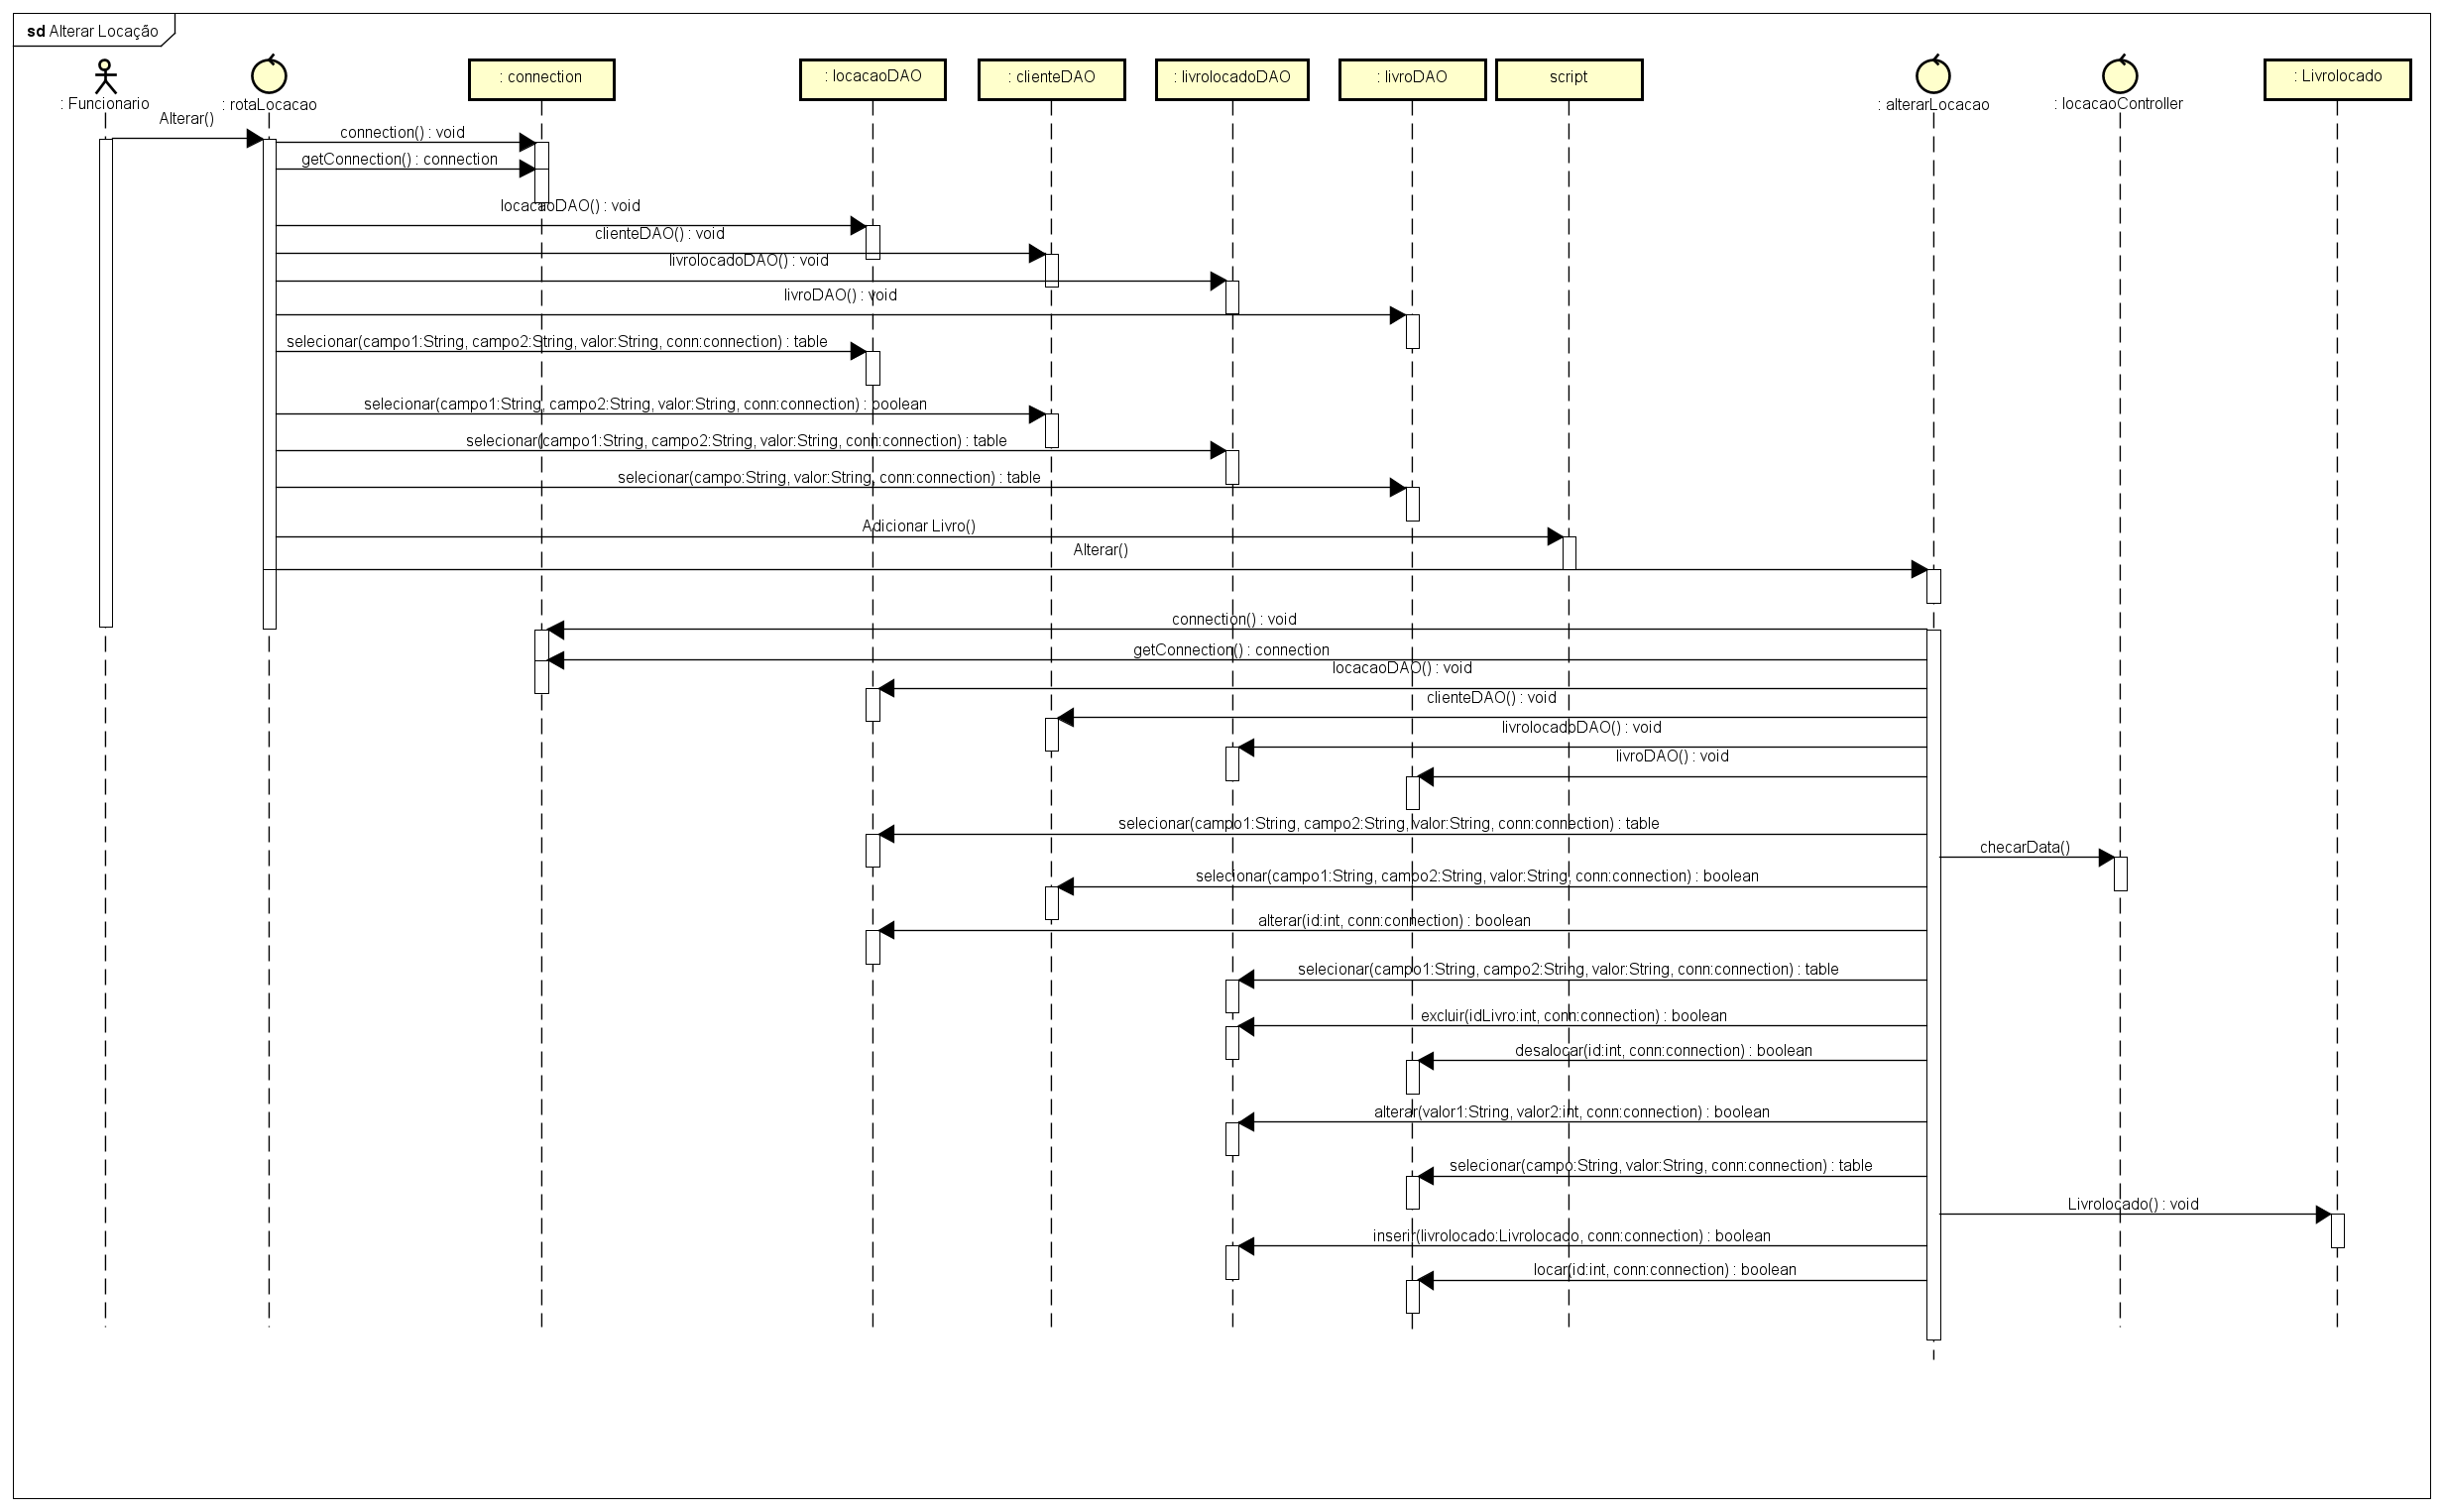 sd Alterar Locação
: Funcionario
: rotaLocacao
: connection
: locacaoDAO
: clienteDAO
: livrolocadoDAO
: livroDAO
script
: alterarLocacao
: locacaoController
: Livrolocado
Alterar()
connection() : void
getConnection() : connection
locacaoDAO() : void
clienteDAO() : void
livrolocadoDAO() : void
livroDAO() : void
selecionar(campo1:String, campo2:String, valor:String, conn:connection) : table
selecionar(campo1:String, campo2:String, valor:String, conn:connection) : boolean
selecionar(campo1:String, campo2:String, valor:String, conn:connection) : table
selecionar(campo:String, valor:String, conn:connection) : table
Adicionar Livro()
Alterar()
connection() : void
getConnection() : connection
locacaoDAO() : void
clienteDAO() : void
livrolocadoDAO() : void
livroDAO() : void
selecionar(campo1:String, campo2:String, valor:String, conn:connection) : table
checarData()
selecionar(campo1:String, campo2:String, valor:String, conn:connection) : boolean
alterar(id:int, conn:connection) : boolean
selecionar(campo1:String, campo2:String, valor:String, conn:connection) : table
excluir(idLivro:int, conn:connection) : boolean
desalocar(id:int, conn:connection) : boolean
alterar(valor1:String, valor2:int, conn:connection) : boolean
selecionar(campo:String, valor:String, conn:connection) : table
Livrolocado() : void
inserir(livrolocado:Livrolocado, conn:connection) : boolean
locar(id:int, conn:connection) : boolean